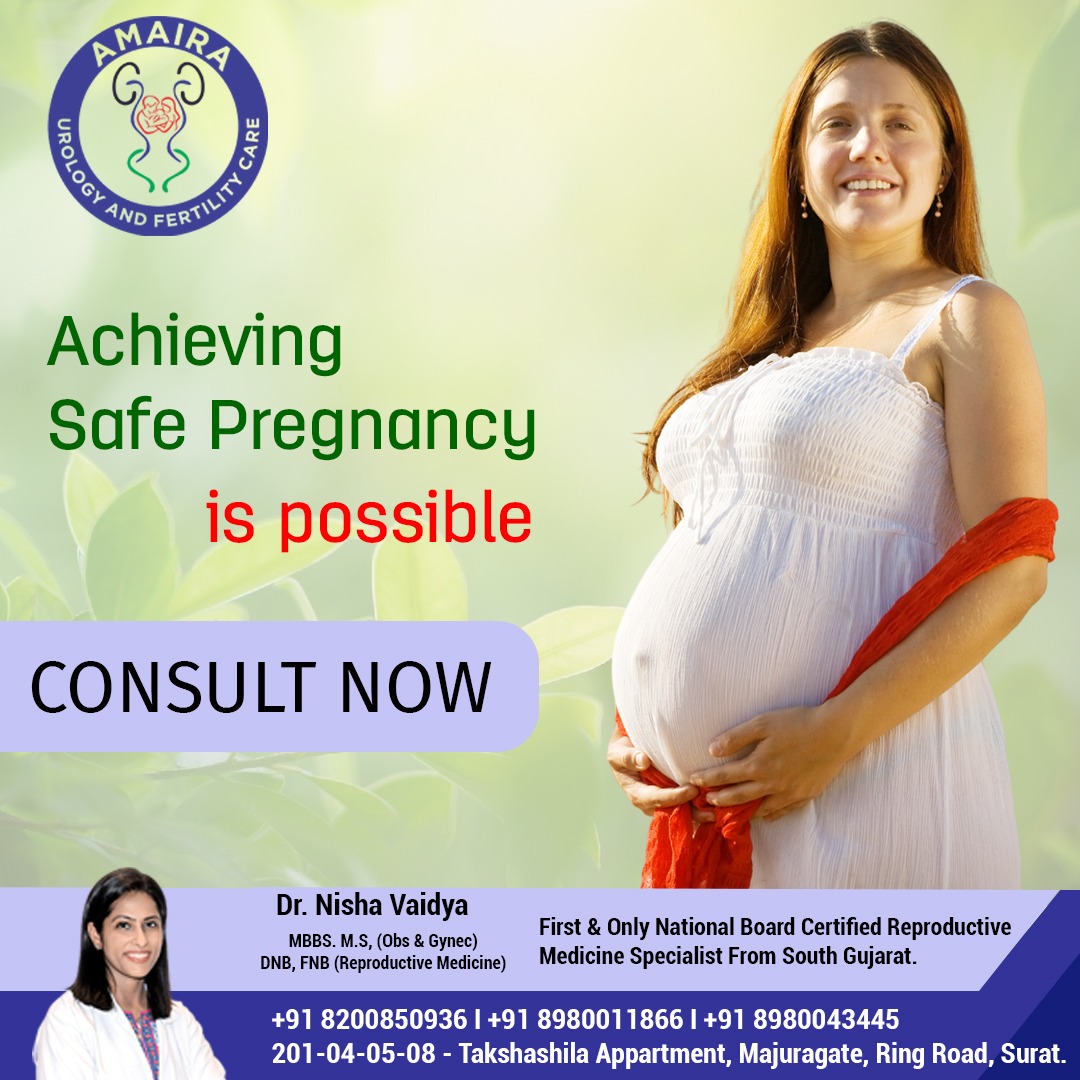 AMAIRA
UROLOGY AND FERTILITY CARE
Achieving
Safe Pregnancy
is possible
CONSULT NOW
Dr. Nisha Vaidya
MBBS. M.S, (Obs & Gynec)
DNB, FNB (Reproductive Medicine)
First & Only National Board Certified Reproductive
Medicine Specialist From South Gujarat.
+91 8200850936 I +91 8980011866 I +91 8980043445
201-04-05-08 - Takshashila Appartment, Majuragate, Ring Road, Surat.